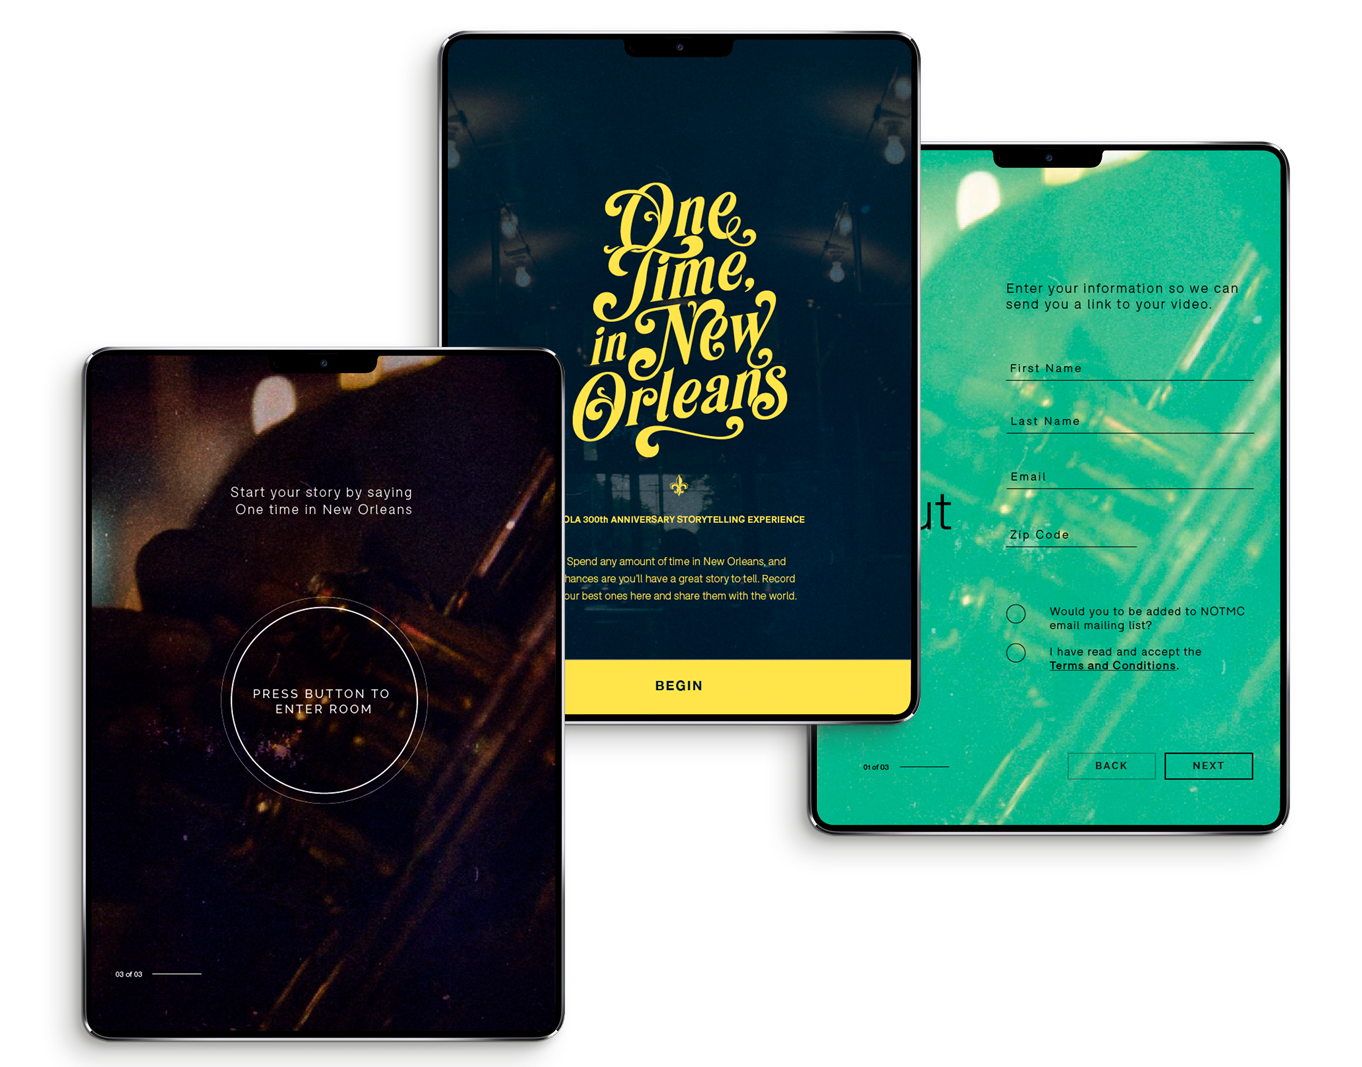 One
Time,
in New
Orleans
300th ANNIVERSARY STORYTELLING EXPERIENCE
Spend any amount of time in New Orleans, and
you'll have a great story to tell. Record
best ones here and share them with the world.
BEGIN
Start your story by saying
One time in New Orleans
PRESS BUTTON TO
ENTER ROOM
03 of 03
Enter your information so we can
send you a link to your video.
First Name
Last Name
Email
Zip Code
Would you to be added to NOTMC
email mailing list?
I have read and accept the
Terms and Conditions.
01 of 03
BACK
NEXT